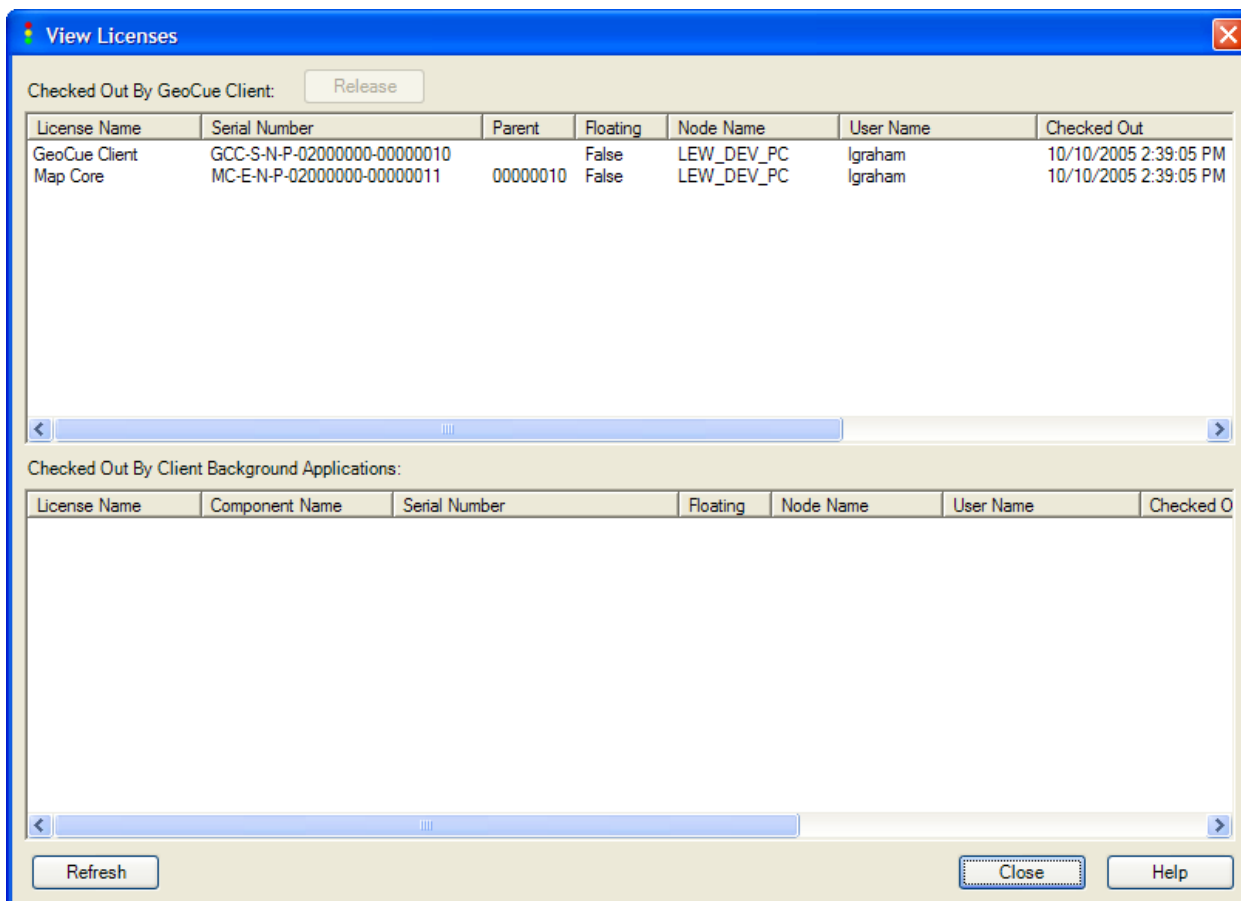 View Licenses
Checked Out By GeoCue Client: Release
License Name Serial Number Parent Floating Node Name User Name Checked Out
GeoCue Client GCC-S-N-P-02000000-00000010 False LEW_DEV_PC lgraham 10/10/2005 2:39:05 PM
Map Core MC-E-N-P-02000000-00000011 00000010 False LEW_DEV_PC lgraham 10/10/2005 2:39:05 PM
Checked Out By Client Background Applications:
License Name Component Name Serial Number Floating Node Name User Name Checked O
Refresh Close Help